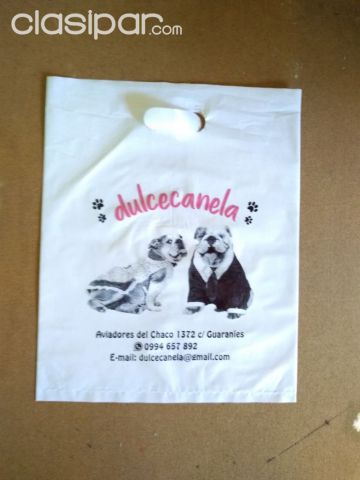 clasipar.com
dulcecanela
Aviadores del Chaco 1372 c/ Guaranies
0994 657 892
E-mail: dulcecanela@gmail.com